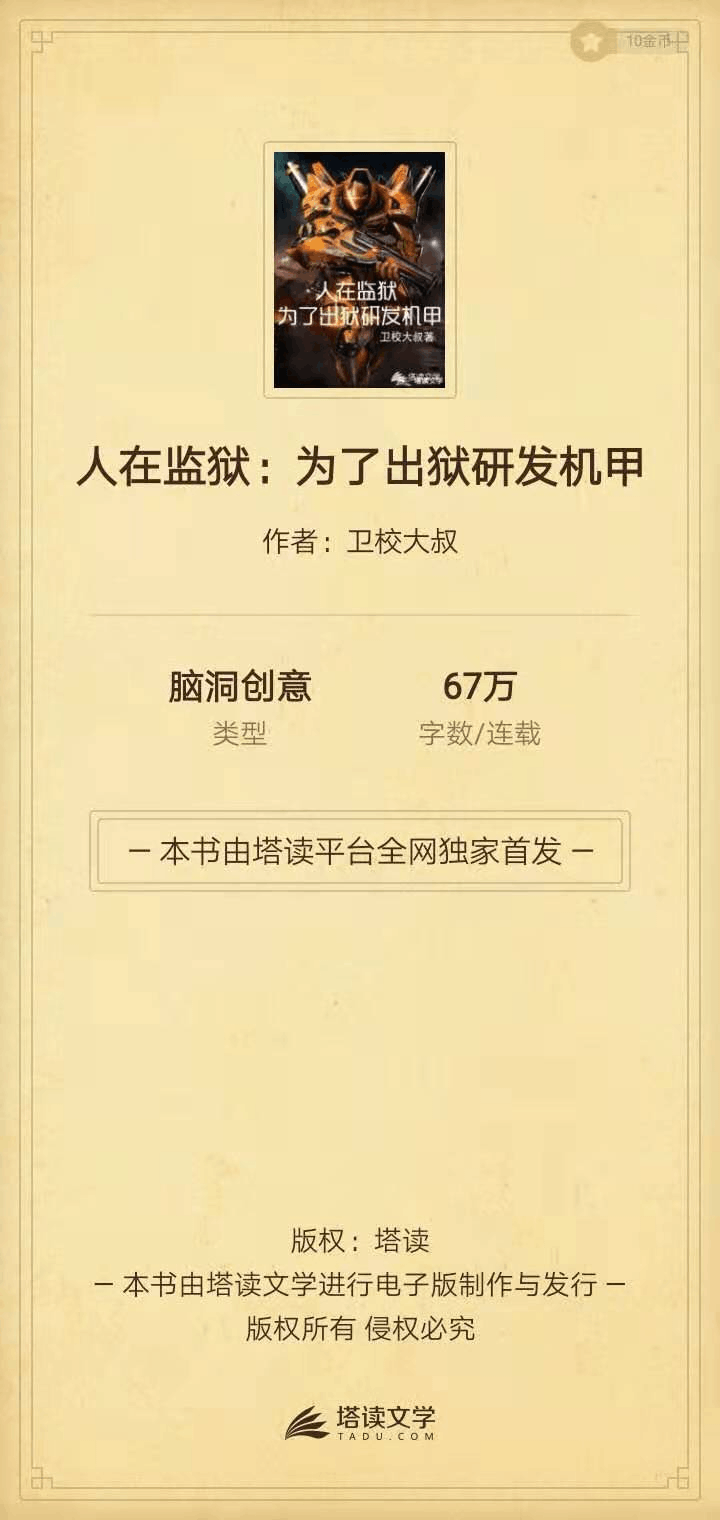 10金币
人在监狱
为了出狱研发机甲
卫校大叔著
塔读文学
人在监狱：为了出狱研发机甲
作者：卫校大叔
脑洞创意
67万
类型
字数/连载
— 本书由塔读平台全网独家首发 —
版权：塔读
— 本书由塔读文学进行电子版制作与发行 —
版权所有 侵权必究
塔读文学
TADU.COM